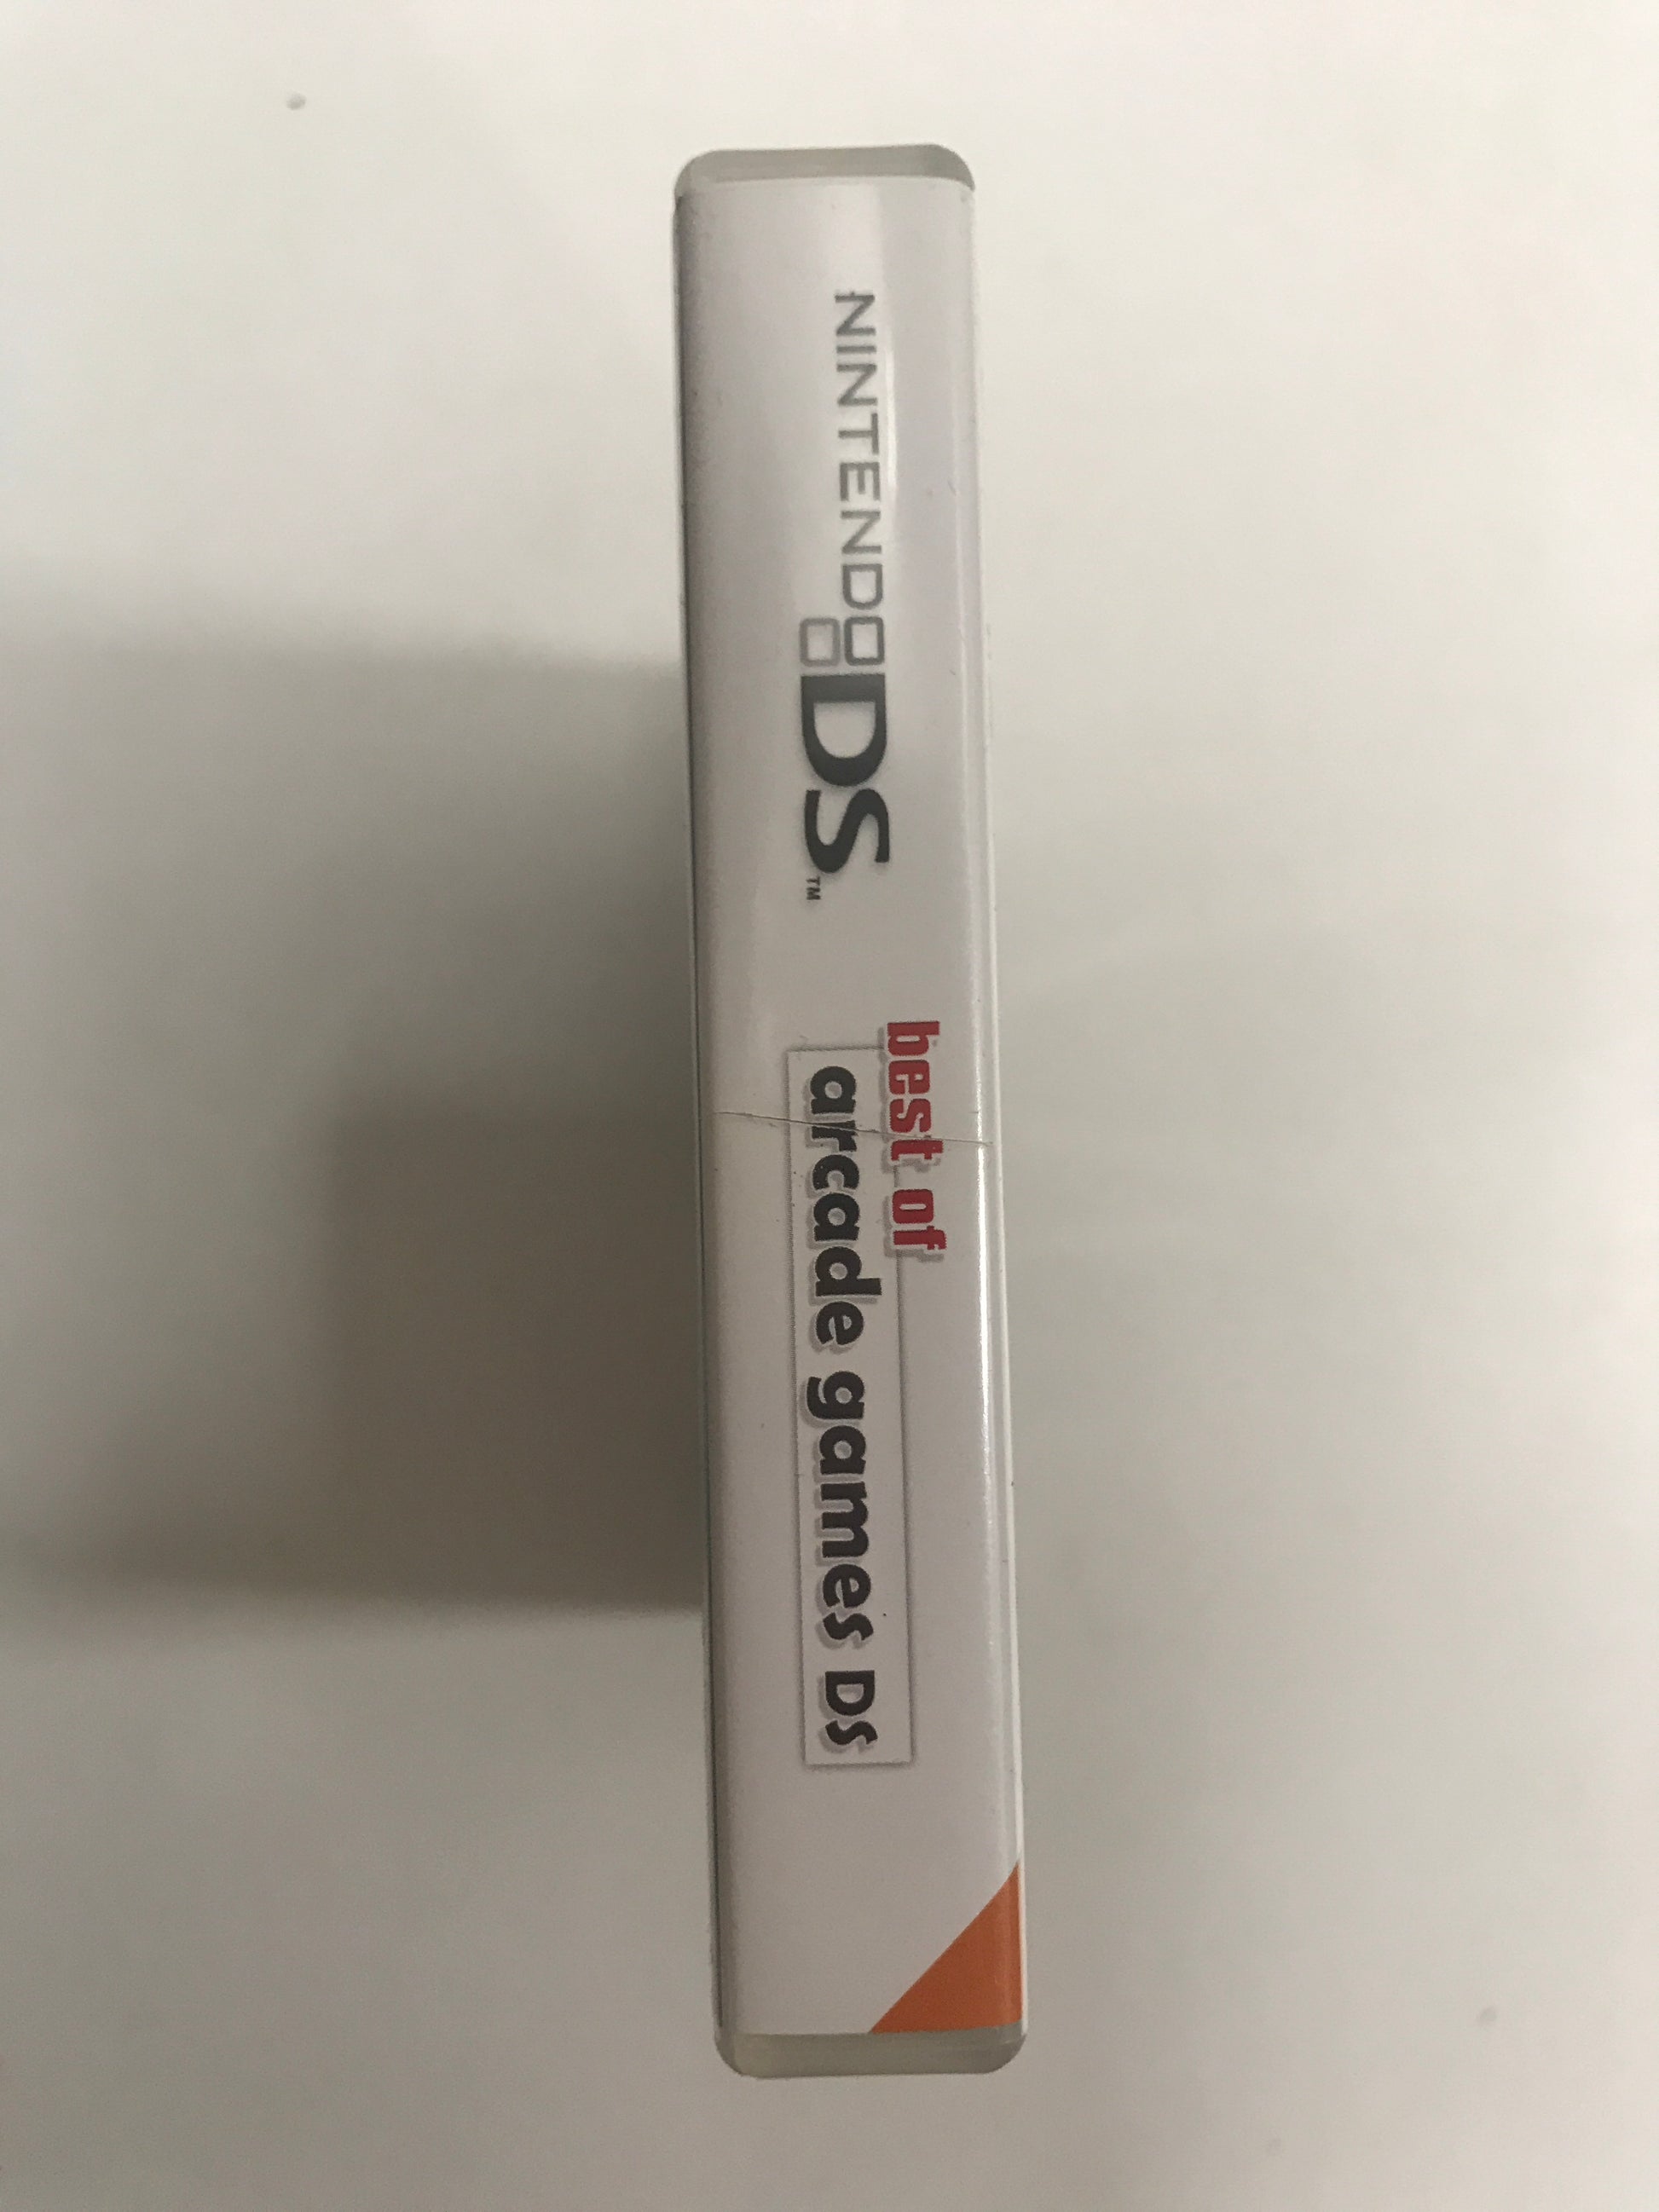 NINTENDO DS™
best of
arcade games DS